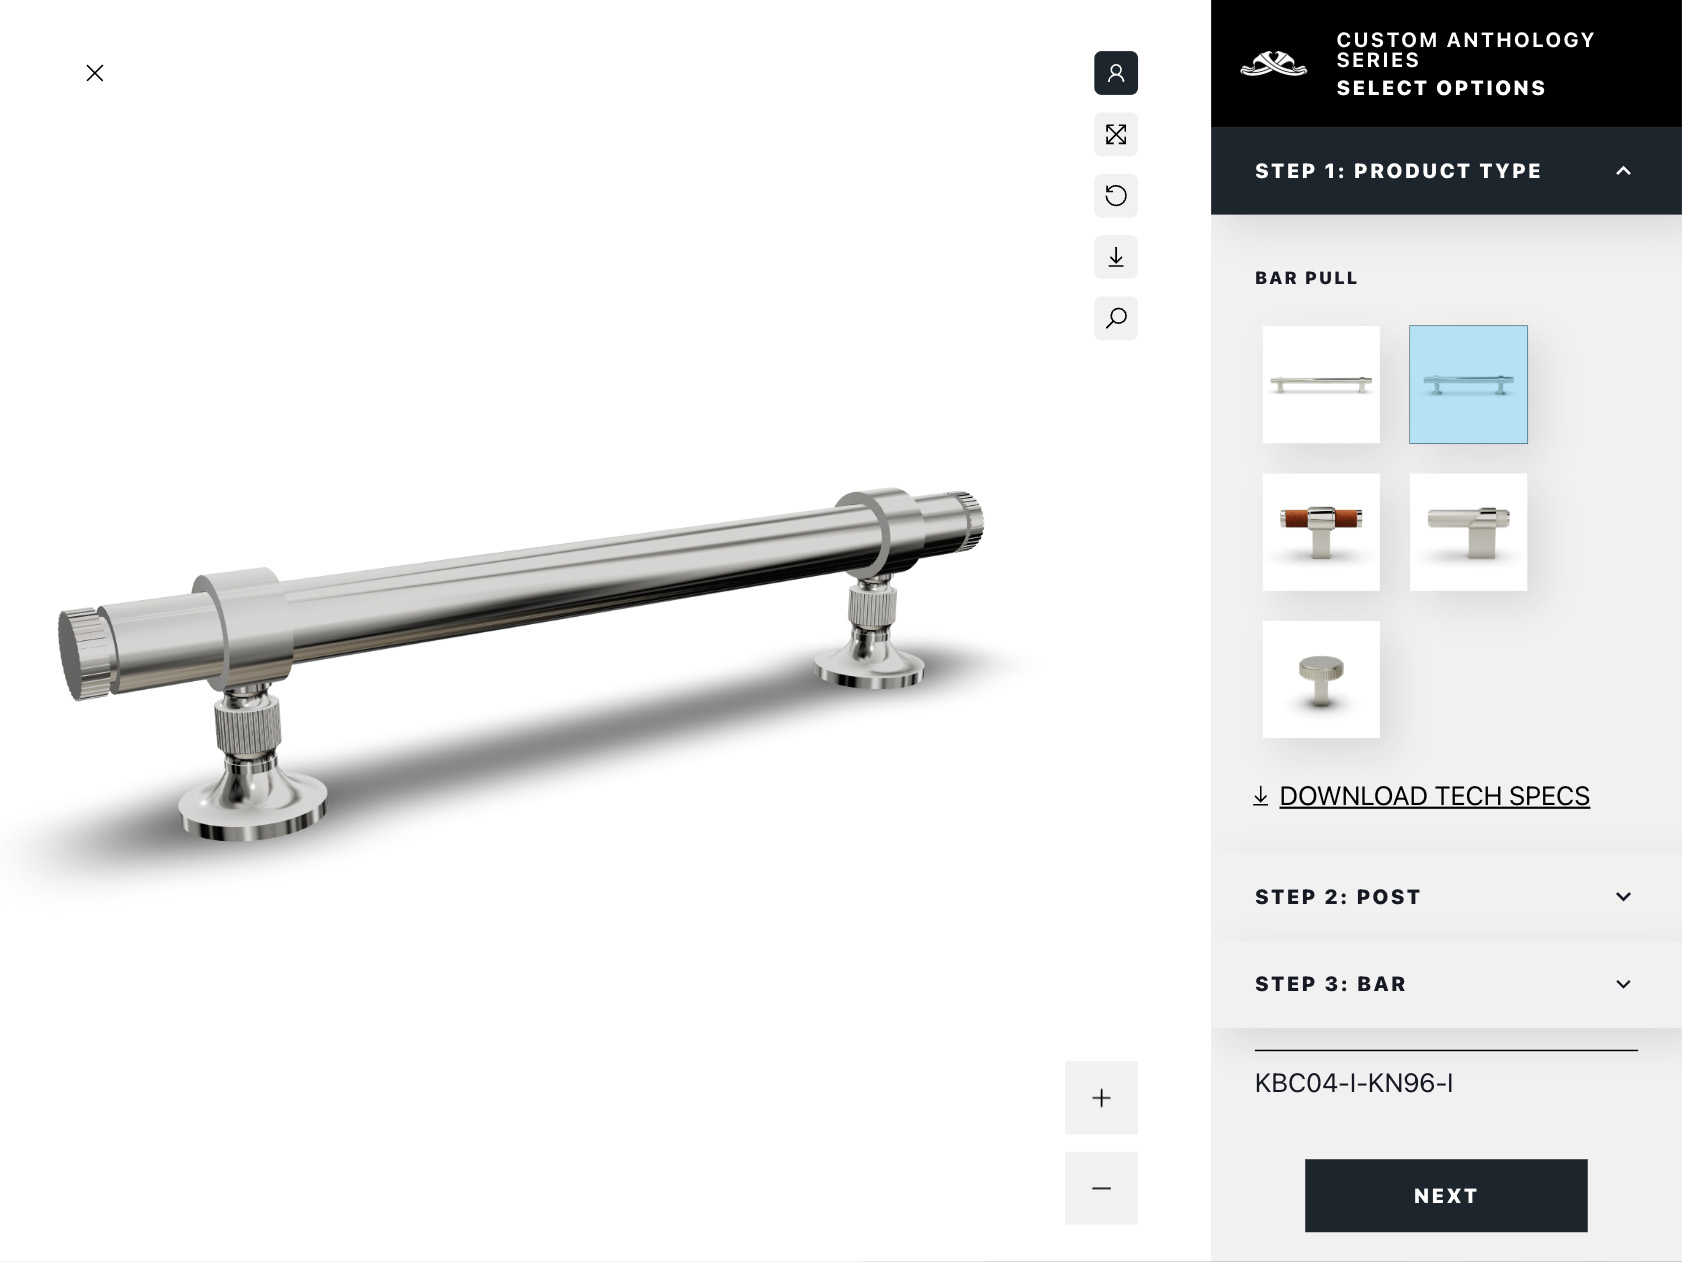 CUSTOM ANTHOLOGY
SERIES
SELECT OPTIONS
STEP 1: PRODUCT TYPE
BAR PULL
DOWNLOAD TECH SPECS
STEP 2: POST
STEP 3: BAR
KBC04-I-KN96-I
NEXT